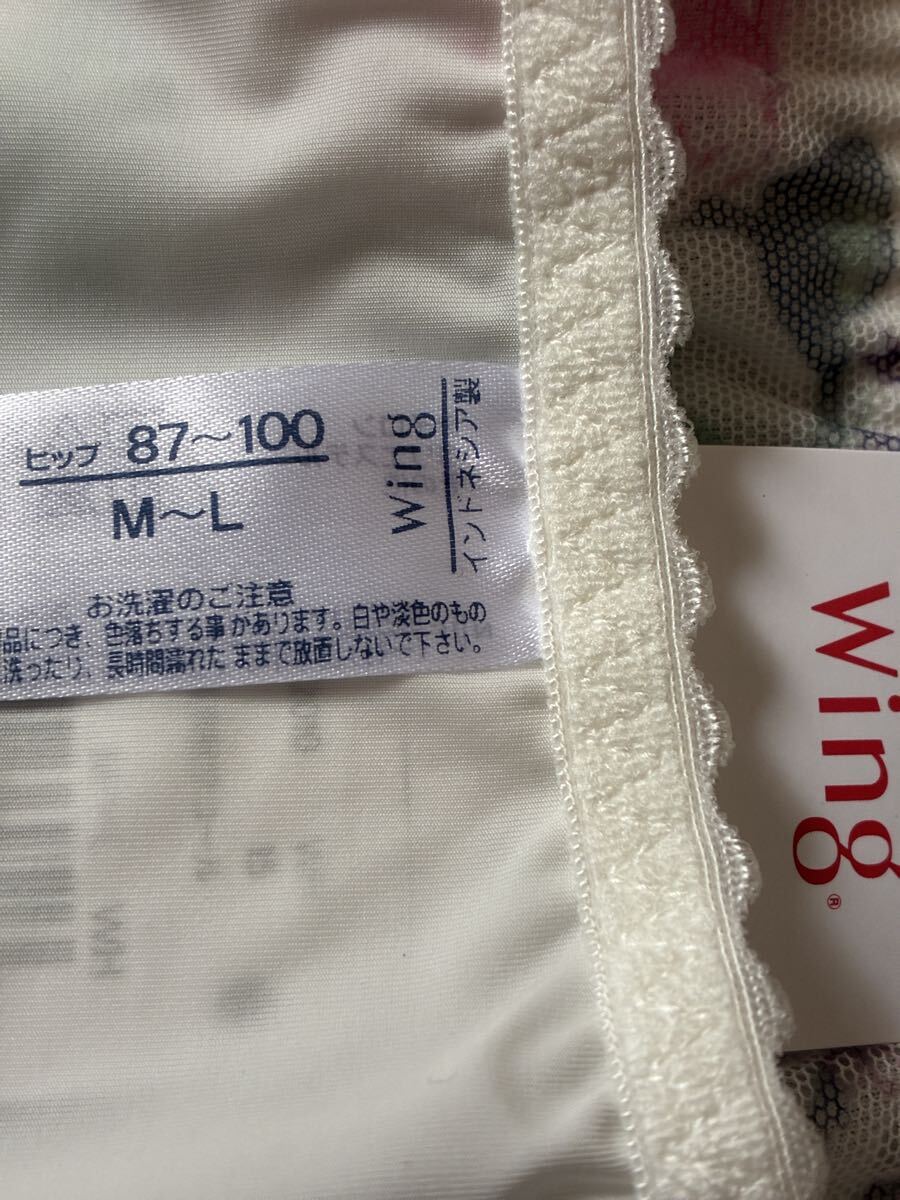 ヒップ 87～100
M～L
Wing
インドネシア製
お洗濯のご注意
品につき 色落ちする事があります。白や淡色のもの
洗ったり、長時間濡れた ままで放置しないで下さい。
Wing®
WH